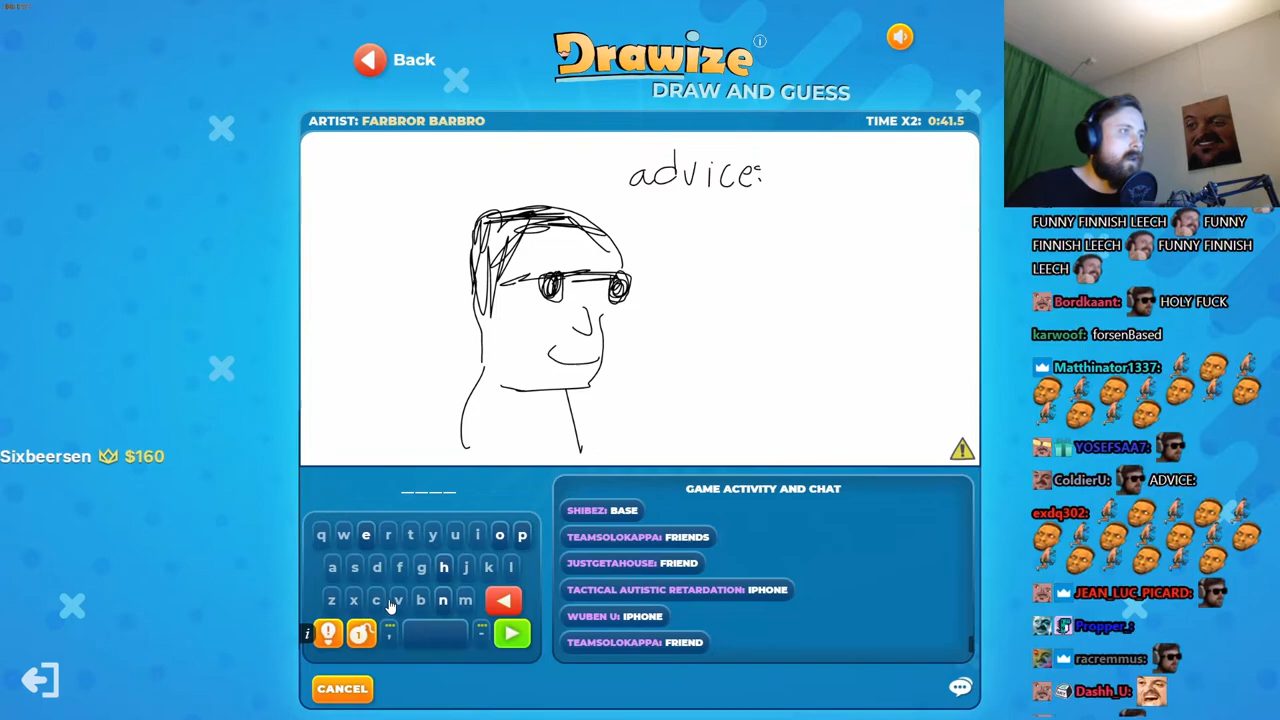 Back
Drawize
DRAW AND GUESS
ARTIST: FARBROR BARBRO
TIME X2: 0:41.5
advice:
Sixbeersen $160
_ _ _ _
q w e r t y u i o p
a s d f g h j k l
z x c v b n m
i , -
CANCEL
GAME ACTIVITY AND CHAT
SHIBEZ: BASE
TEAMSOLOKAPPA: FRIENDS
JUSTGETAHOUSE: FRIEND
TACTICAL AUTISTIC RETARDATION: IPHONE
WUBEN U: IPHONE
TEAMSOLOKAPPA: FRIEND
FUNNY FINNISH LEECH FUNNY
FINNISH LEECH FUNNY FINNISH
LEECH
Bordkaant: HOLY FUCK
karwoof: forsenBased
Matthinator1337:
YOSEFSAA7:
ColdierU: ADVICE:
exdq302:
JEAN_LUC_PICARD:
Propper_:
racremmus:
Dashh_U: